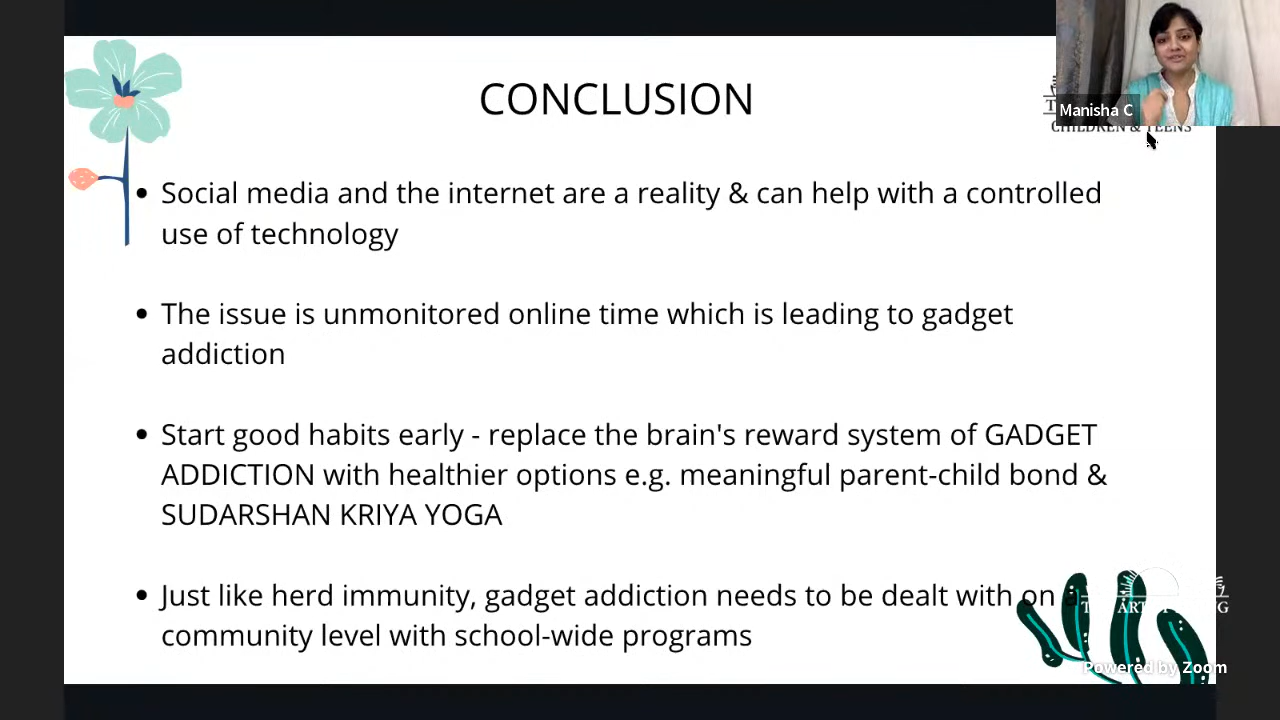 CONCLUSION
Manisha C
CHILDREN & TEENS
• Social media and the internet are a reality & can help with a controlled
use of technology
• The issue is unmonitored online time which is leading to gadget
addiction
• Start good habits early - replace the brain's reward system of GADGET
ADDICTION with healthier options e.g. meaningful parent-child bond &
SUDARSHAN KRIYA YOGA
• Just like herd immunity, gadget addiction needs to be dealt with on a
community level with school-wide programs
Powered by Zoom